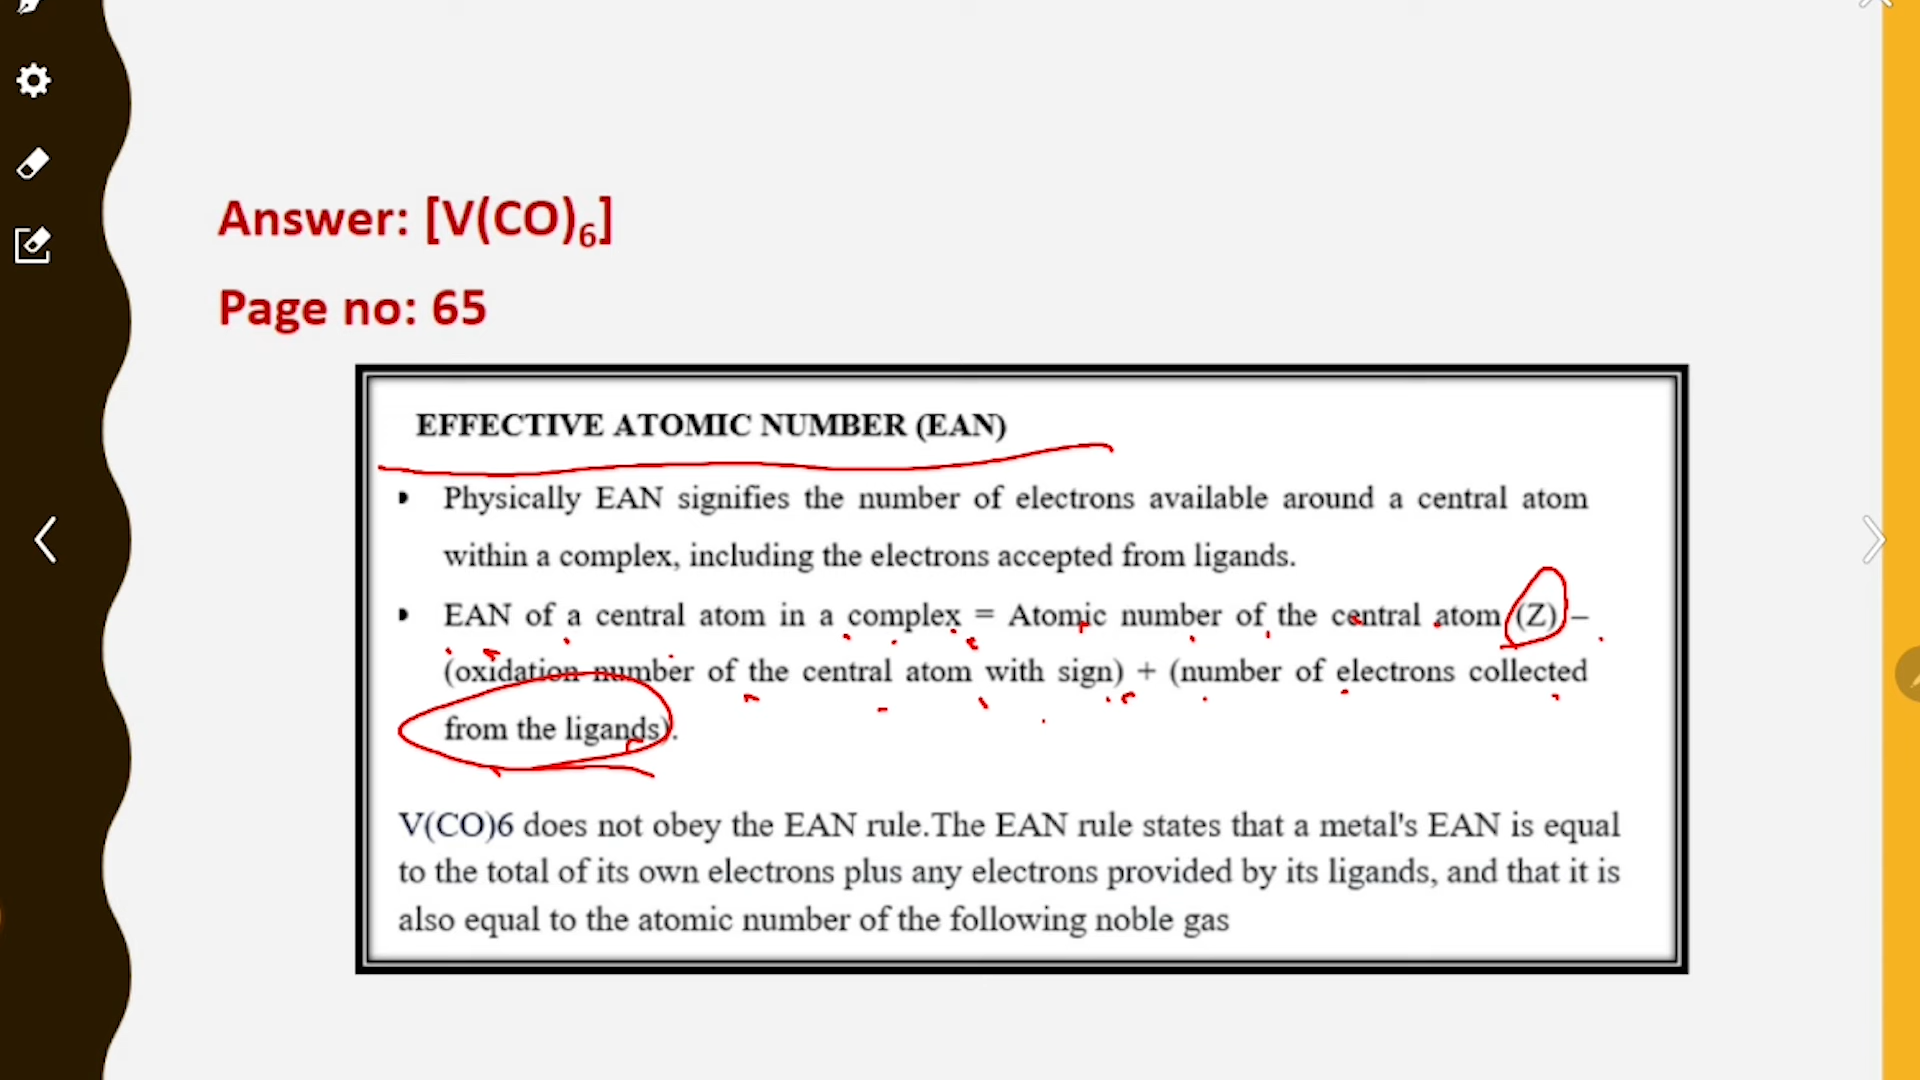 Answer: [V(CO)₆]
Page no: 65
EFFECTIVE ATOMIC NUMBER (EAN)
Physically EAN signifies the number of electrons available around a central atom
within a complex, including the electrons accepted from ligands.
EAN of a central atom in a complex = Atomic number of the central atom (Z) –
(oxidation number of the central atom with sign) + (number of electrons collected
from the ligands).
V(CO)6 does not obey the EAN rule.The EAN rule states that a metal's EAN is equal
to the total of its own electrons plus any electrons provided by its ligands, and that it is
also equal to the atomic number of the following noble gas